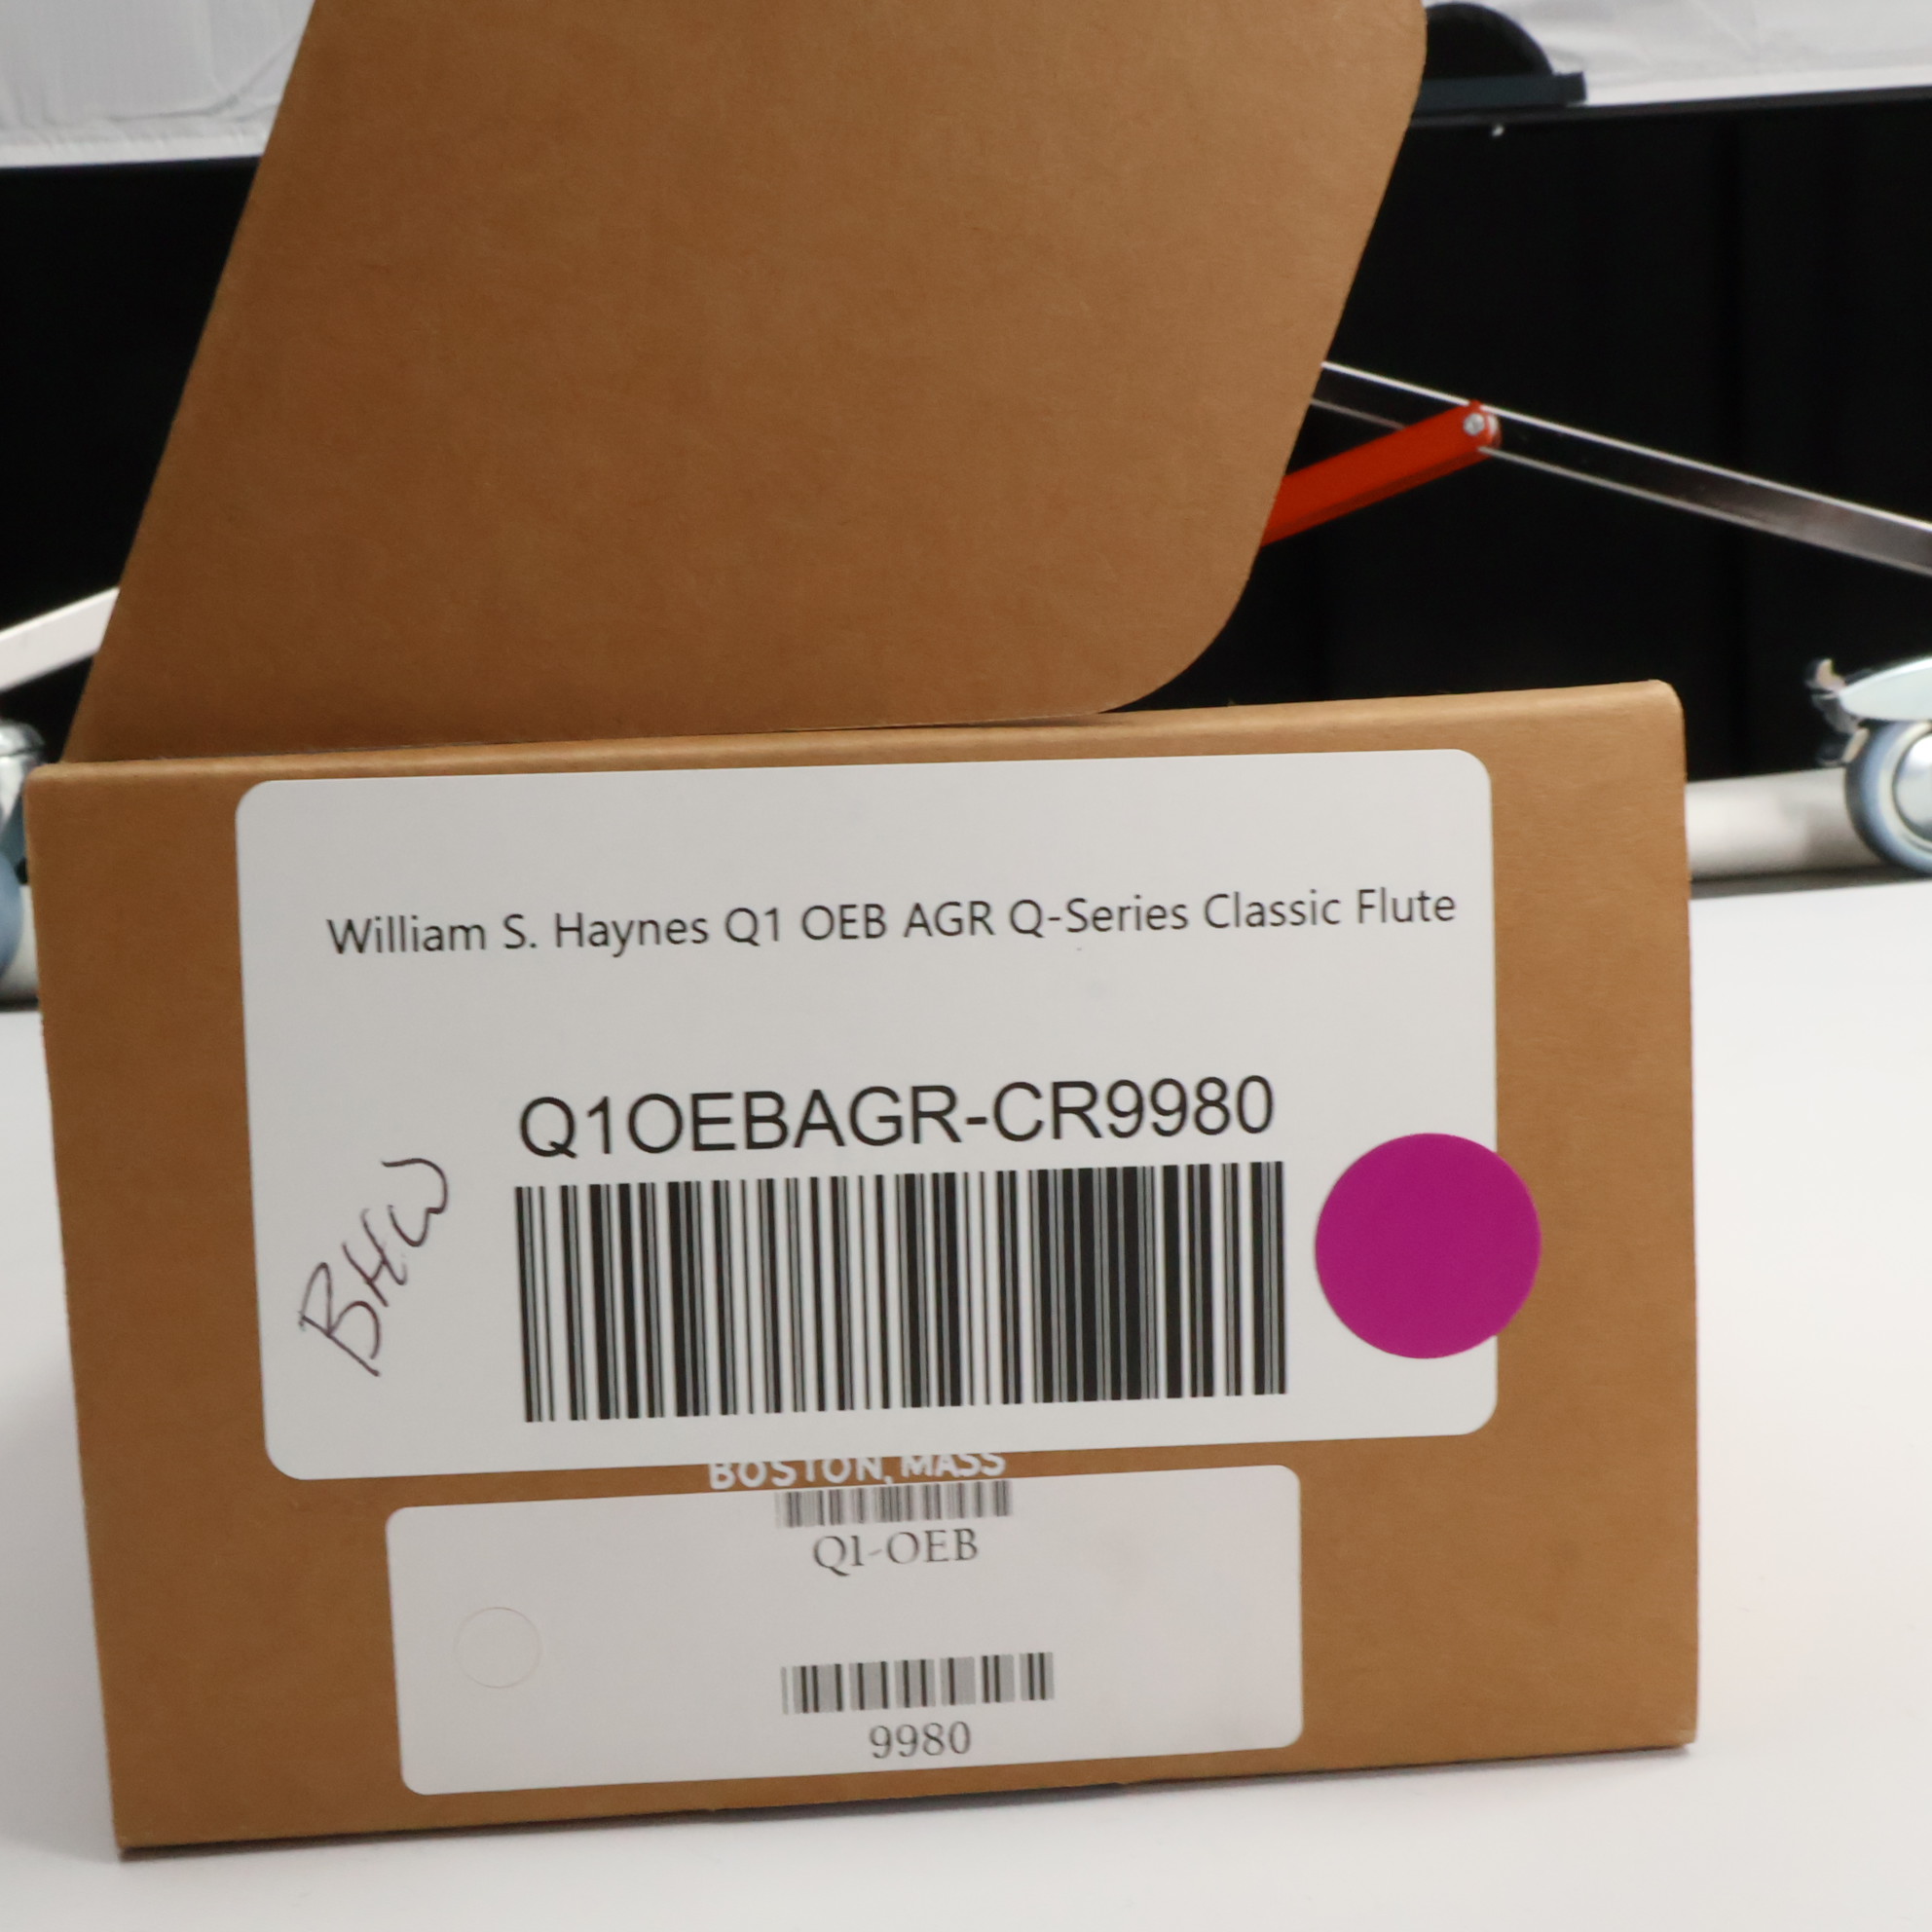 William S. Haynes Q1 OEB AGR Q-Series Classic Flute
Q1OEBAGR-CR9980
BHW
BOSTON, MASS
Q1-OEB
9980